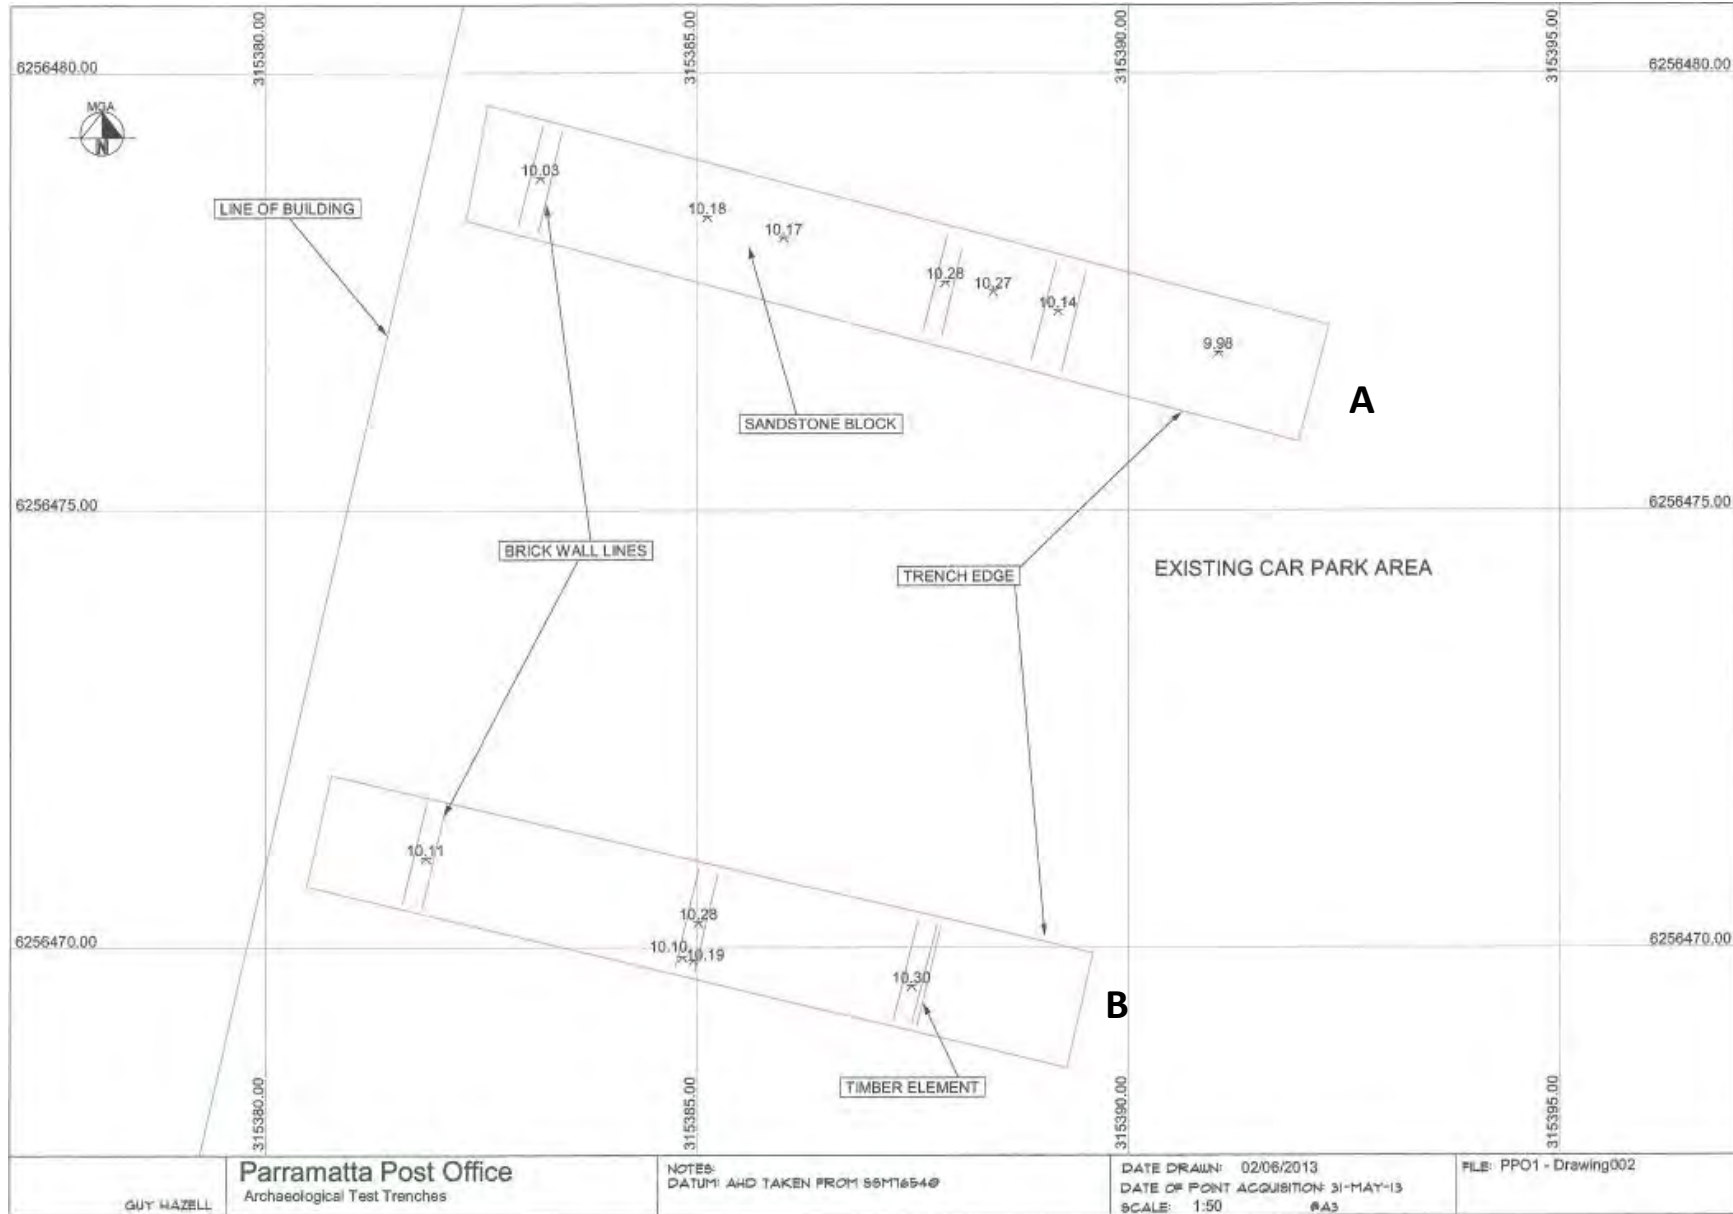 315380.00
315385.00
315390.00
315395.00
6256480.00
6256480.00
MGA
N
10.03
LINE OF BUILDING
10.18
10.17
10.28
10.27
10.14
9.98
A
SANDSTONE BLOCK
6256475.00
6256475.00
BRICK WALL LINES
TRENCH EDGE
EXISTING CAR PARK AREA
10.11
10.28
10.10
10.19
6256470.00
6256470.00
10.30
B
TIMBER ELEMENT
315380.00
315385.00
315390.00
315395.00
GUY HAZELL
Parramatta Post Office
Archaeological Test Trenches
NOTES:
DATUM: AHD TAKEN FROM SSM176540
DATE DRAWN: 02/06/2013
DATE OF POINT ACQUISITION: 31-MAY-13
SCALE: 1:50 @A3
FILE: PPO1 - Drawing002